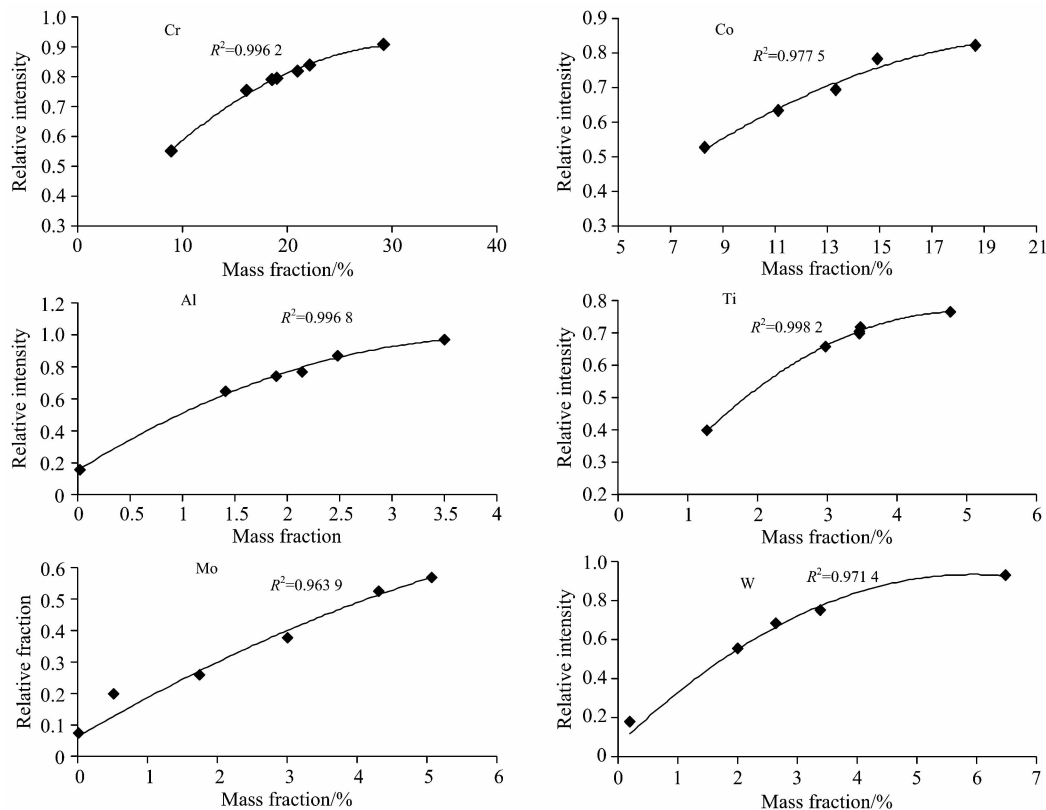 Cr
R²=0.996 2
Relative intensity
1.0
0.9
0.8
0.7
0.6
0.5
0.4
0.3
0 10 20 30 40
Mass fraction/%
Co
R²=0.977 5
Relative intensity
0.9
0.8
0.7
0.6
0.5
0.4
0.3
5 7 9 11 13 15 17 19 21
Mass fraction/%
Al
R²=0.996 8
Relative intensity
1.2
1.0
0.8
0.6
0.4
0.2
0
0 0.5 1 1.5 2 2.5 3 3.5 4
Mass fraction
Ti
R²=0.998 2
Relative intensity
0.8
0.7
0.6
0.5
0.4
0.3
0.2
0 1 2 3 4 5 6
Mass fraction/%
Mo
R²=0.963 9
Relative fraction
0.6
0.5
0.4
0.3
0.2
0.1
0
0 1 2 3 4 5 6
Mass fraction/%
W
R²=0.971 4
Relative intensity
1.0
0.8
0.6
0.4
0.2
0
0 1 2 3 4 5 6 7
Mass fraction/%